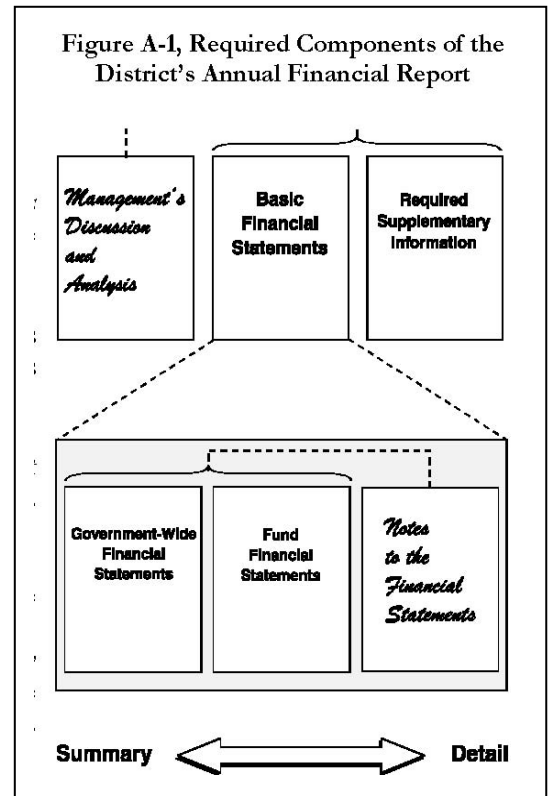 Figure A-1, Required Components of the
District's Annual Financial Report
Management's
Discussion
and
Analysis
Basic
Financial
Statements
Required
Supplementary
Information
Government-Wide
Financial
Statements
Fund
Financial
Statements
Notes
to the
Financial
Statements
Summary
Detail